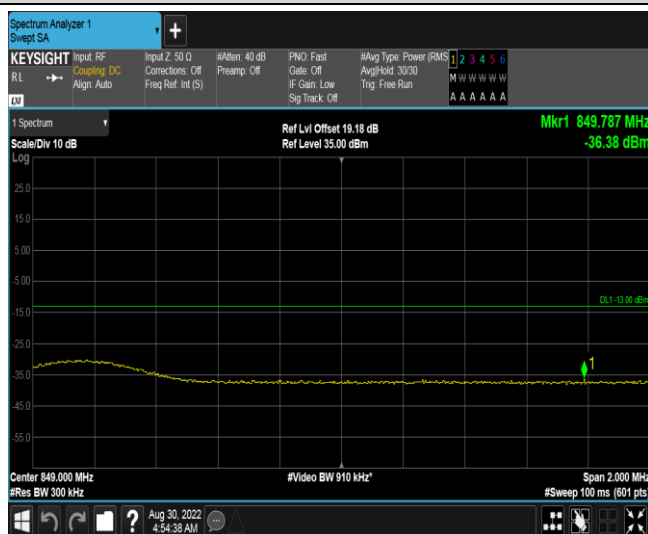 Spectrum Analyzer 1
Swept SA
KEYSIGHT
RL
LXI
Input: RF
Coupling: DC
Align: Auto
Input Z: 50 Ω
Corrections: Off
Freq Ref: Int (S)
#Atten: 40 dB
Preamp: Off
PNO: Fast
Gate: Off
IF Gain: Low
Sig Track: Off
#Avg Type: Power (RMS
Avg|Hold: 30/30
Trig: Free Run
1 2 3 4 5 6
M W W W W W
A A A A A A
1 Spectrum
Scale/Div 10 dB
Log
Ref Lvl Offset 19.18 dB
Ref Level 35.00 dBm
Mkr1 849.787 MHz
-36.38 dBm
25.0
15.0
5.00
-5.00
-15.0
-25.0
-35.0
-45.0
-55.0
DL1 -13.00 dBm
1
Center 849.000 MHz
#Res BW 300 kHz
#Video BW 910 kHz*
Span 2.000 MHz
#Sweep 100 ms (601 pts)
?
Aug 30, 2022
4:54:38 AM